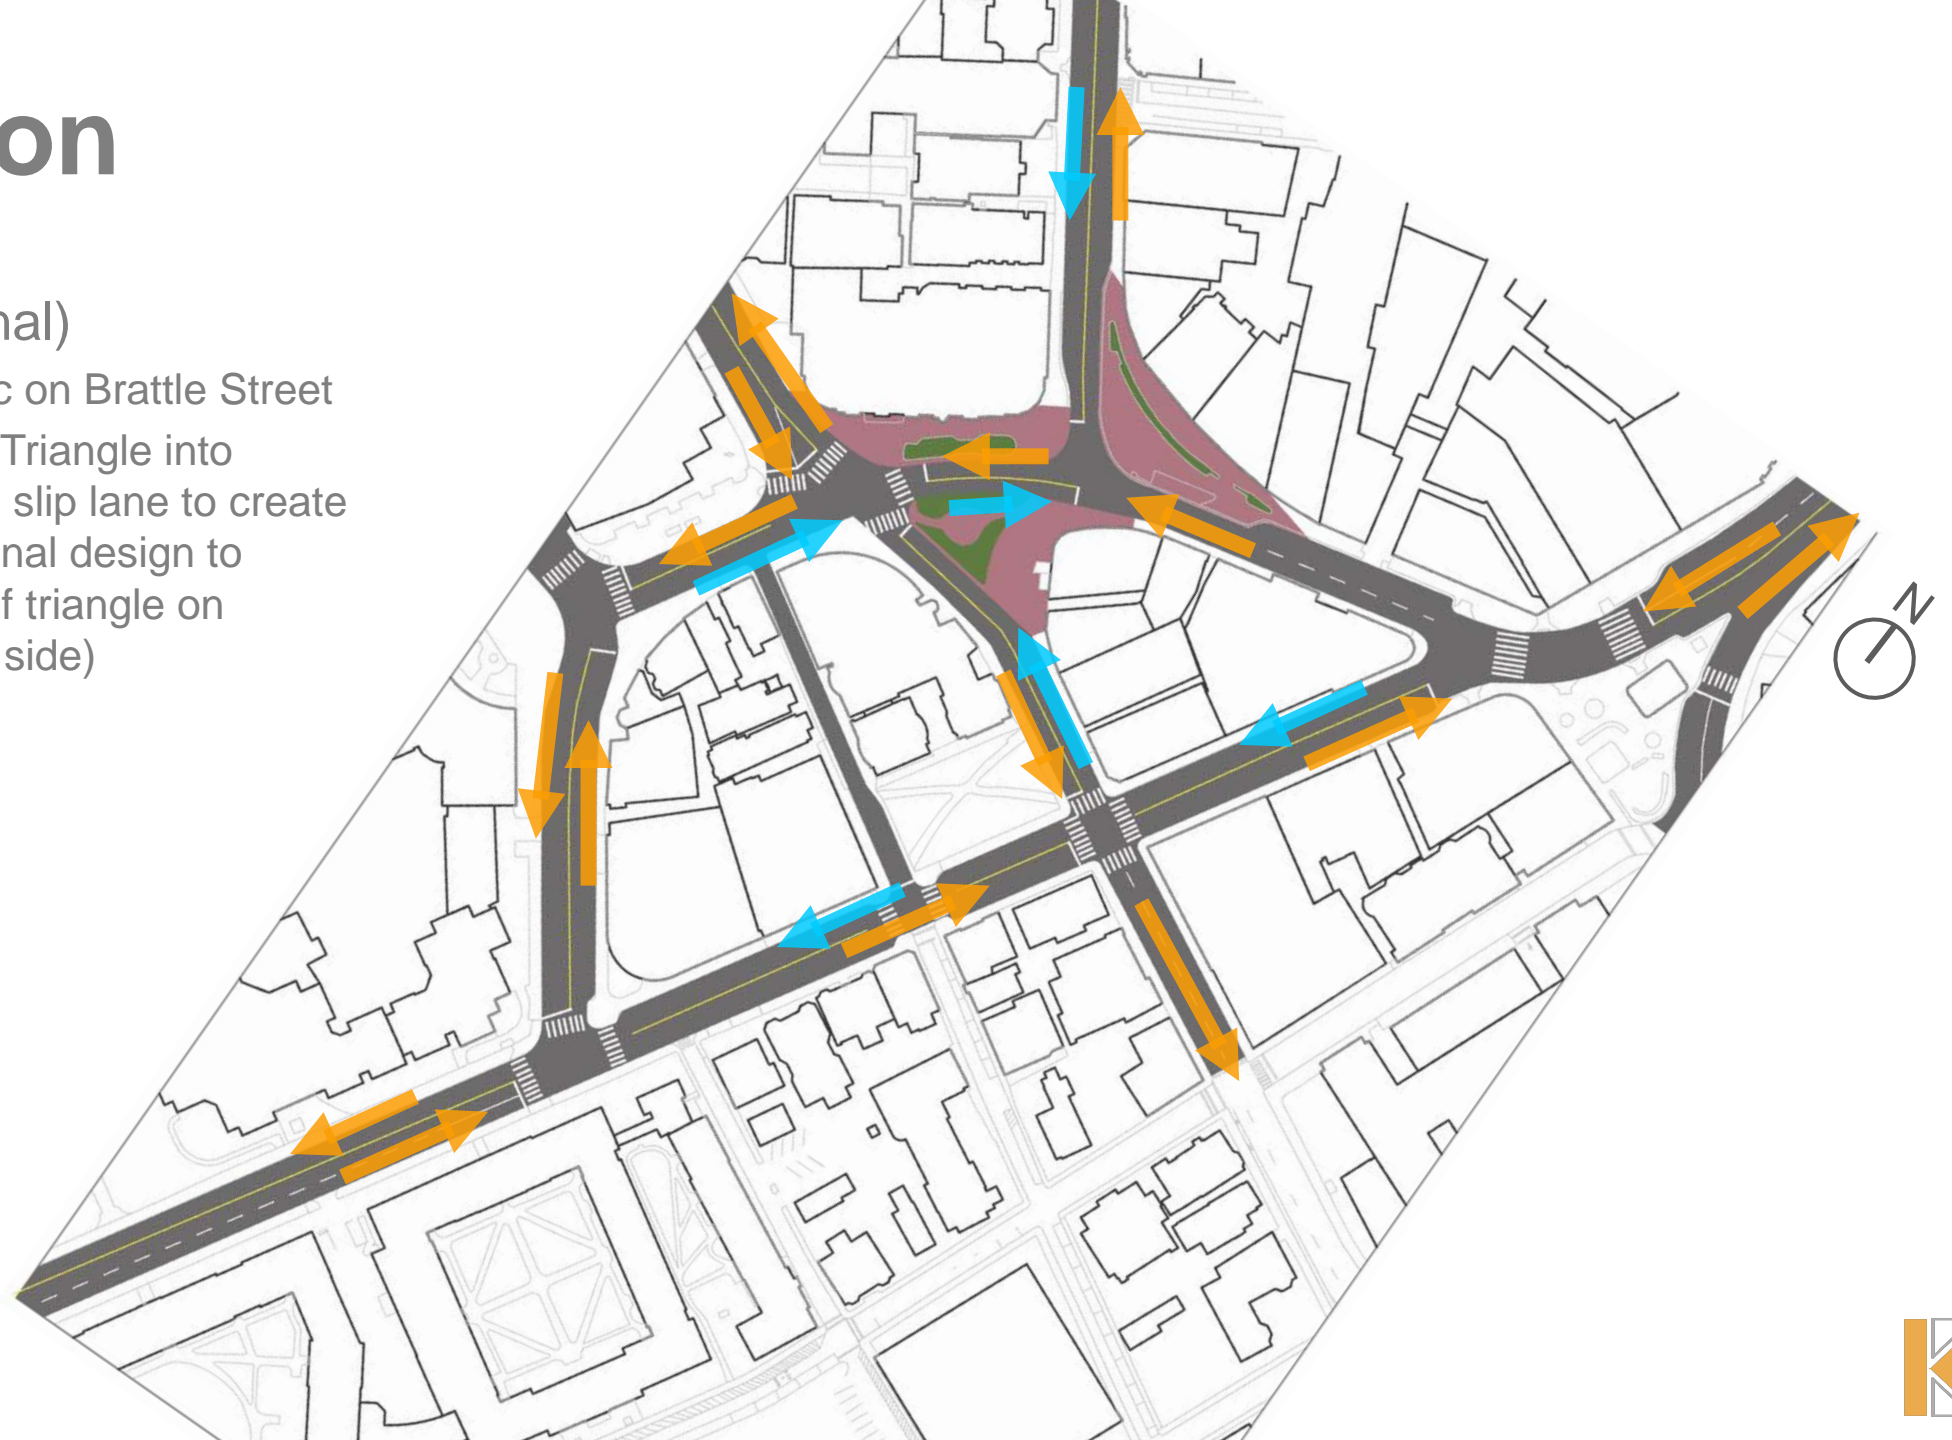 on
nal)
c on Brattle Street
Triangle into
slip lane to create
nal design to
f triangle on
side)
N
K